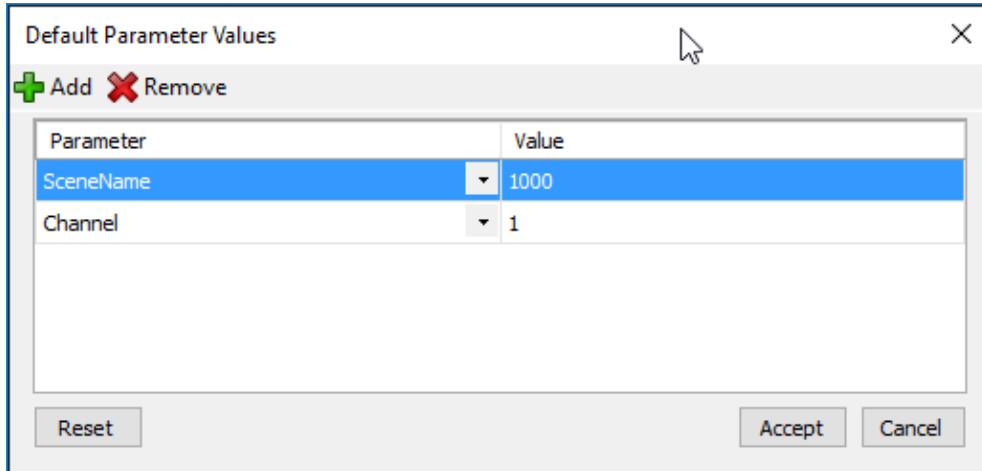 Default Parameter Values
Add Remove
Parameter Value
SceneName 1000
Channel 1
Reset Accept Cancel